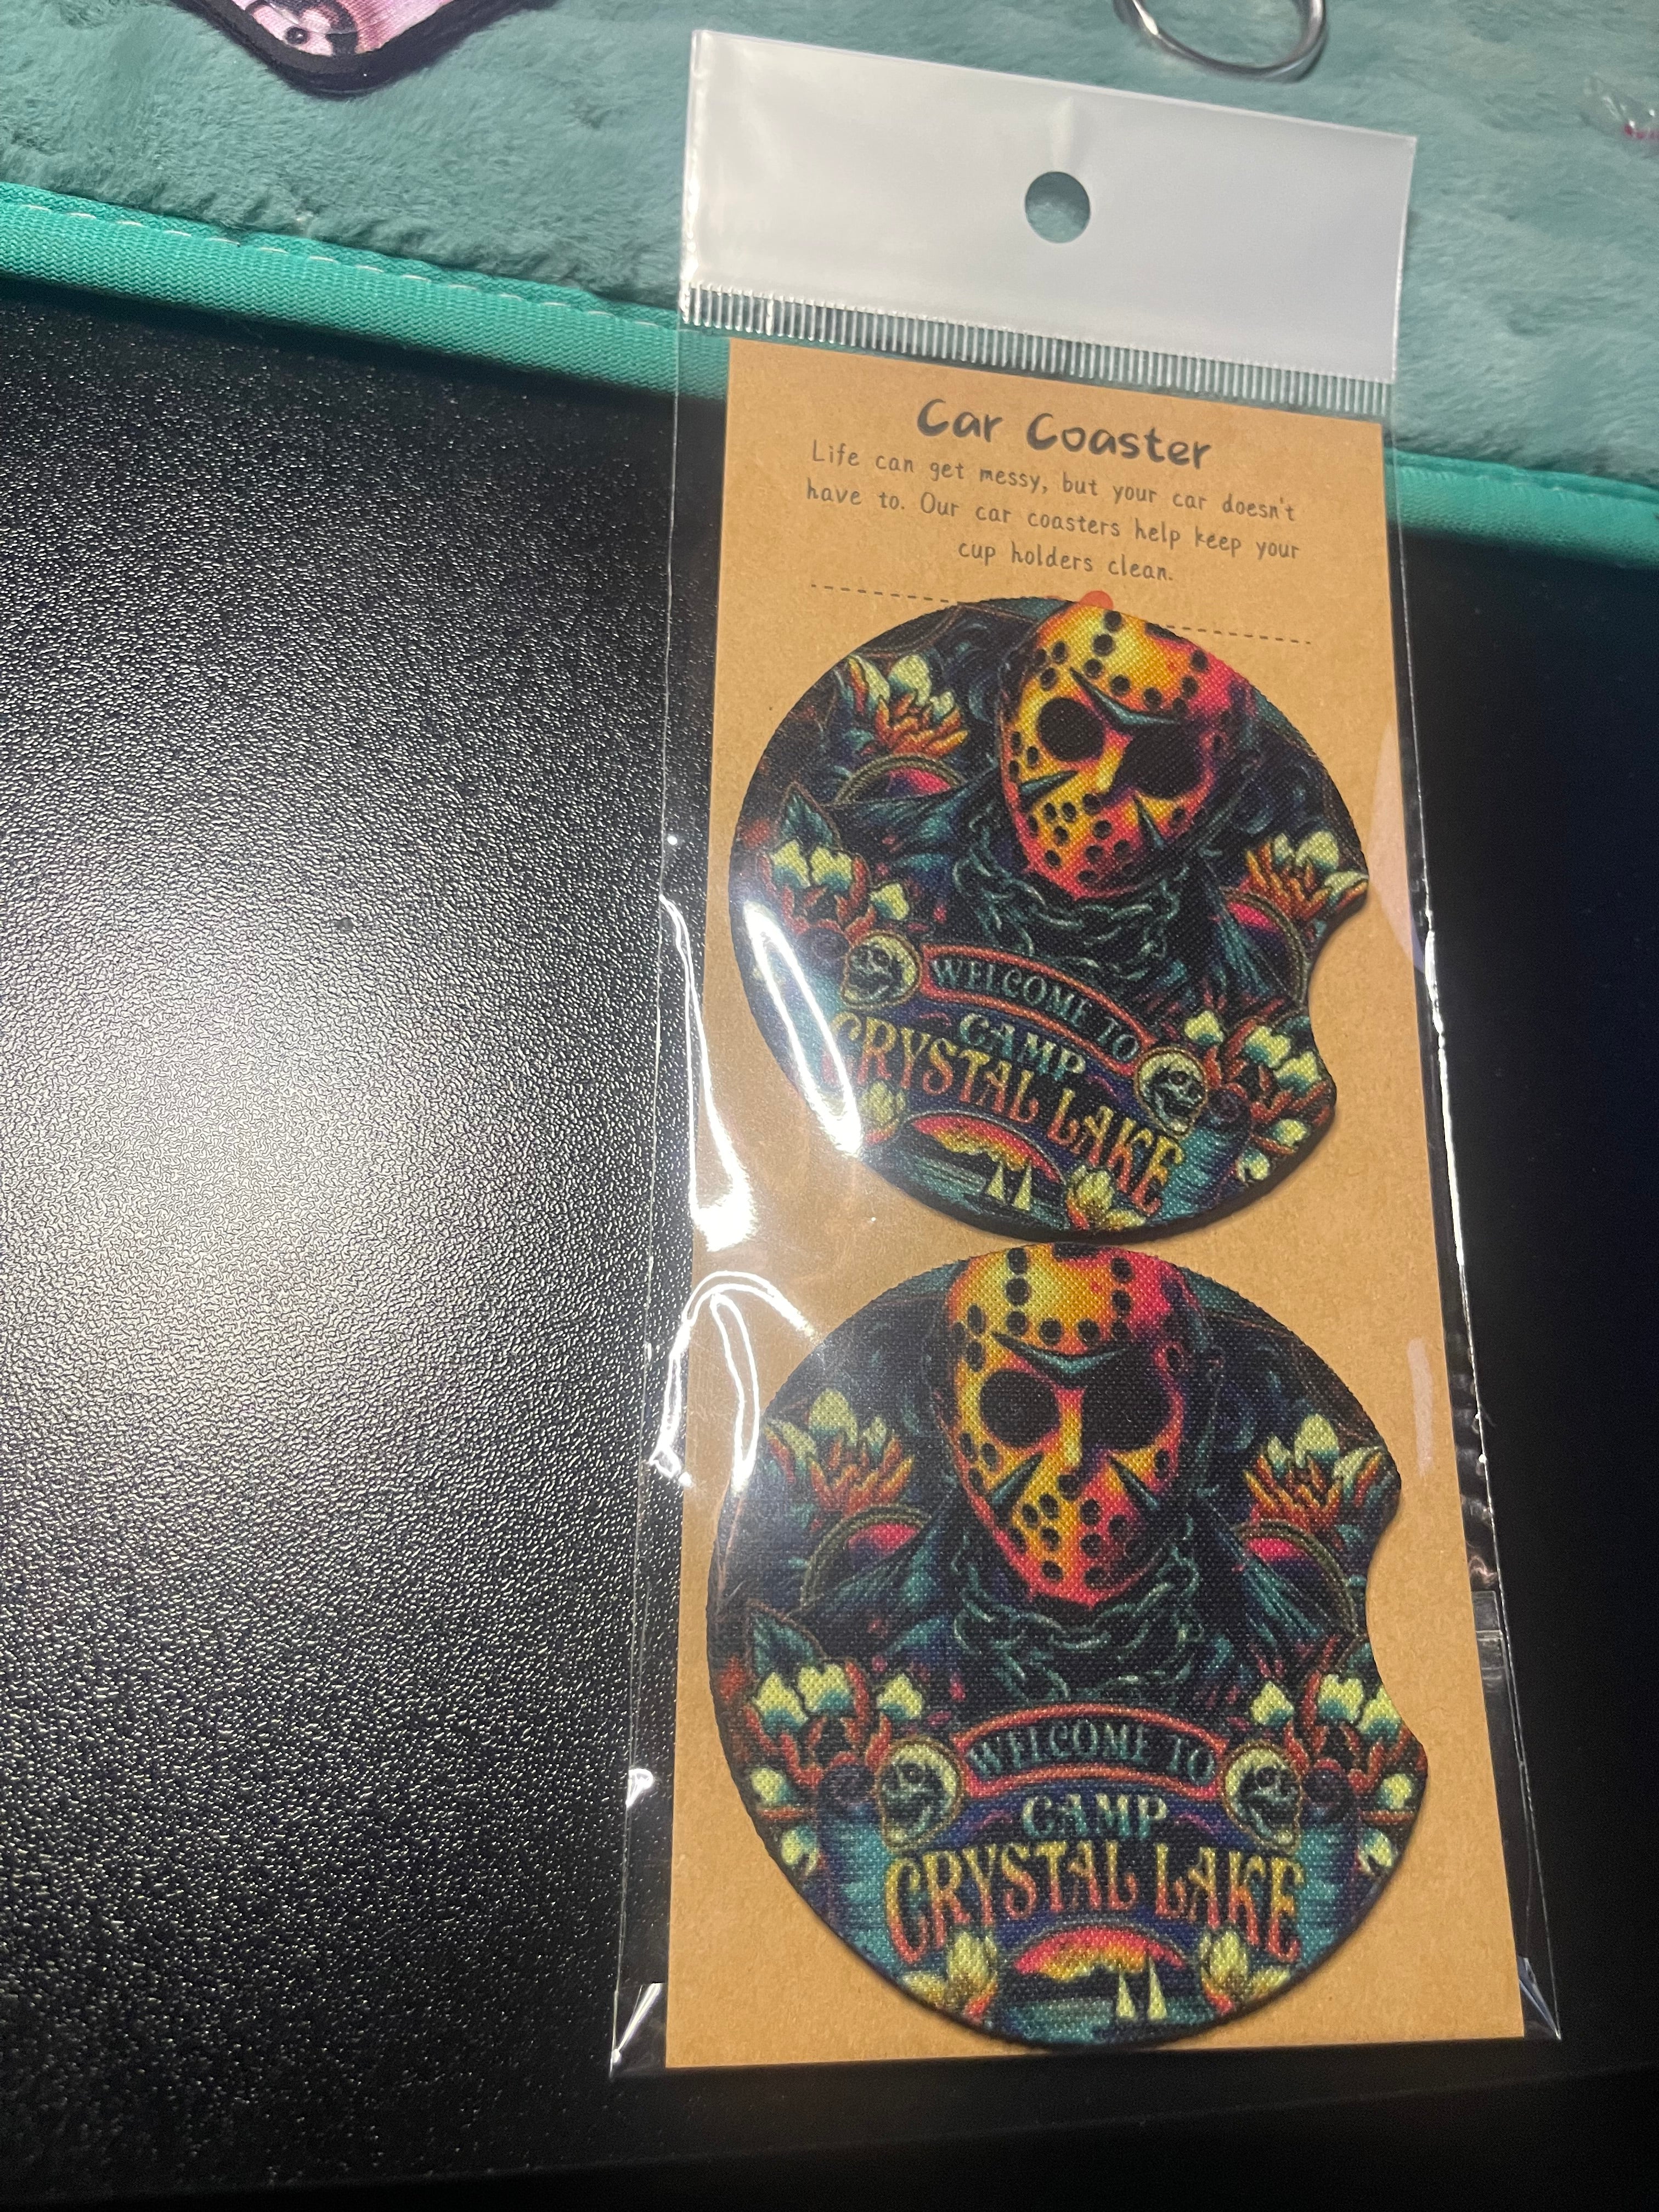 Car Coaster
Life can get messy, but your car doesn't
have to. Our car coasters help keep your
cup holders clean.
WELCOME TO
CAMP
CRYSTAL LAKE
WELCOME TO
CAMP
CRYSTAL LAKE